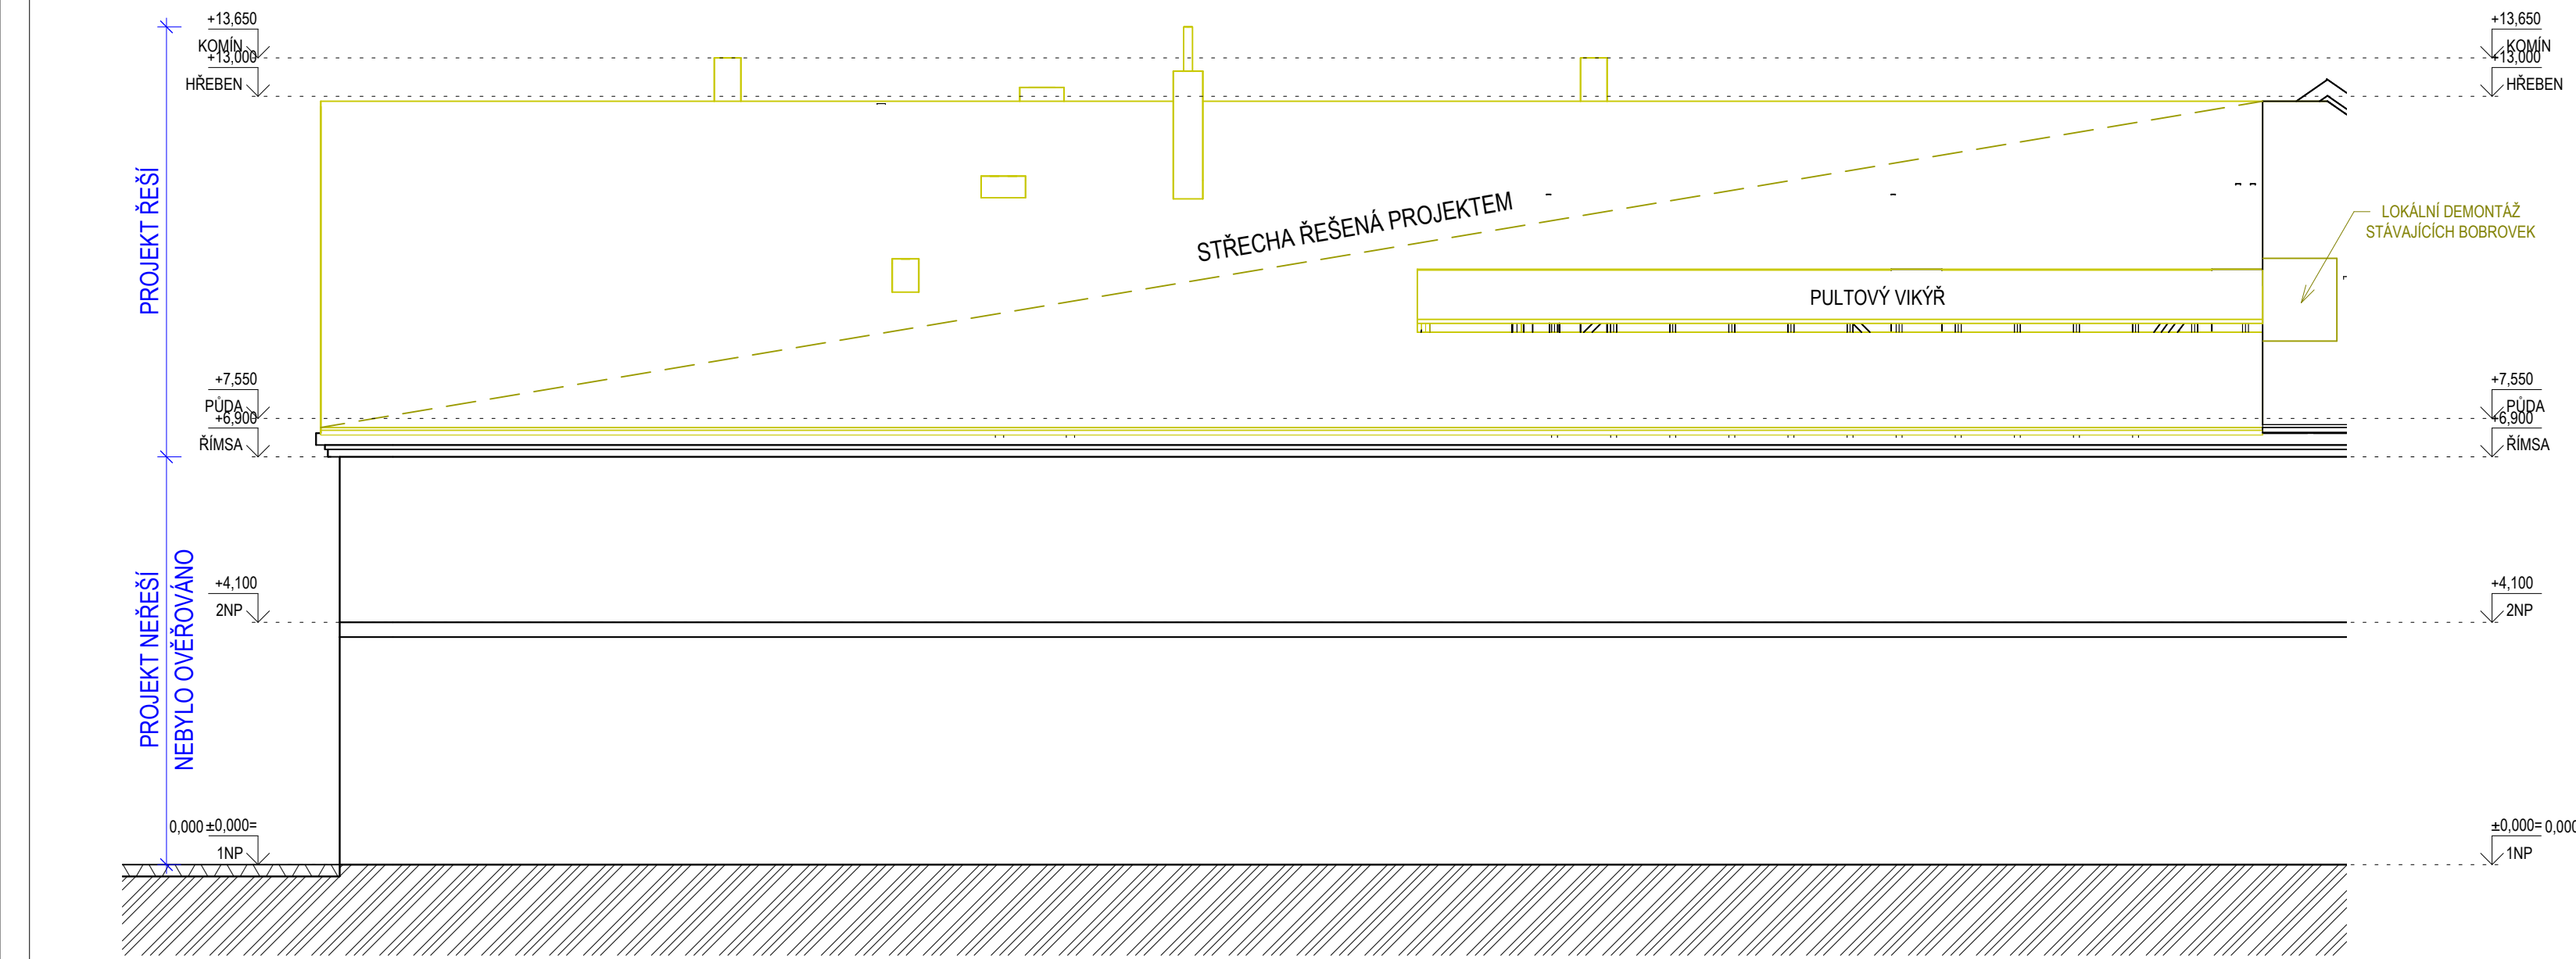 +13,650
KOMÍN
+13,000
HŘEBEN
+13,650
KOMÍN
+13,000
HŘEBEN
PROJEKT ŘEŠÍ
STŘECHA ŘEŠENÁ PROJEKTEM
LOKÁLNÍ DEMONTÁŽ
STÁVAJÍCÍCH BOBROVEK
PULTOVÝ VIKÝŘ
+7,550
PŮDA
+6,900
ŘÍMSA
+7,550
PŮDA
+6,900
ŘÍMSA
PROJEKT NEŘEŠÍ
NEBYLO OVĚŘOVÁNO
+4,100
2NP
+4,100
2NP
0,000 ±0,000=
1NP
±0,000= 0,000
1NP